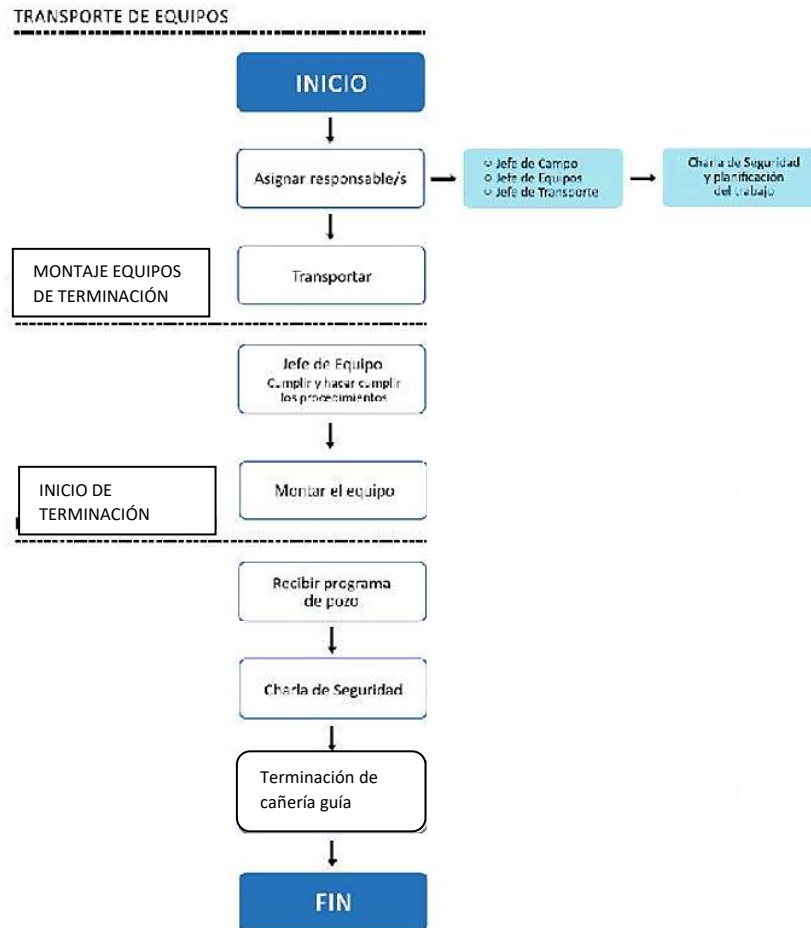 TRANSPORTE DE EQUIPOS
INICIO
Asignar responsable/s
○ Jefe de Campo
○ Jefe de Equipos
○ Jefe de Transporte
Charla de Seguridad
y planificación
del trabajo
MONTAJE EQUIPOS
DE TERMINACIÓN
Transportar
Jefe de Equipo
Cumplir y hacer cumplir
los procedimientos
INICIO DE
TERMINACIÓN
Montar el equipo
Recibir programa
de pozo
Charla de Seguridad
Terminación de
cañería guía
FIN